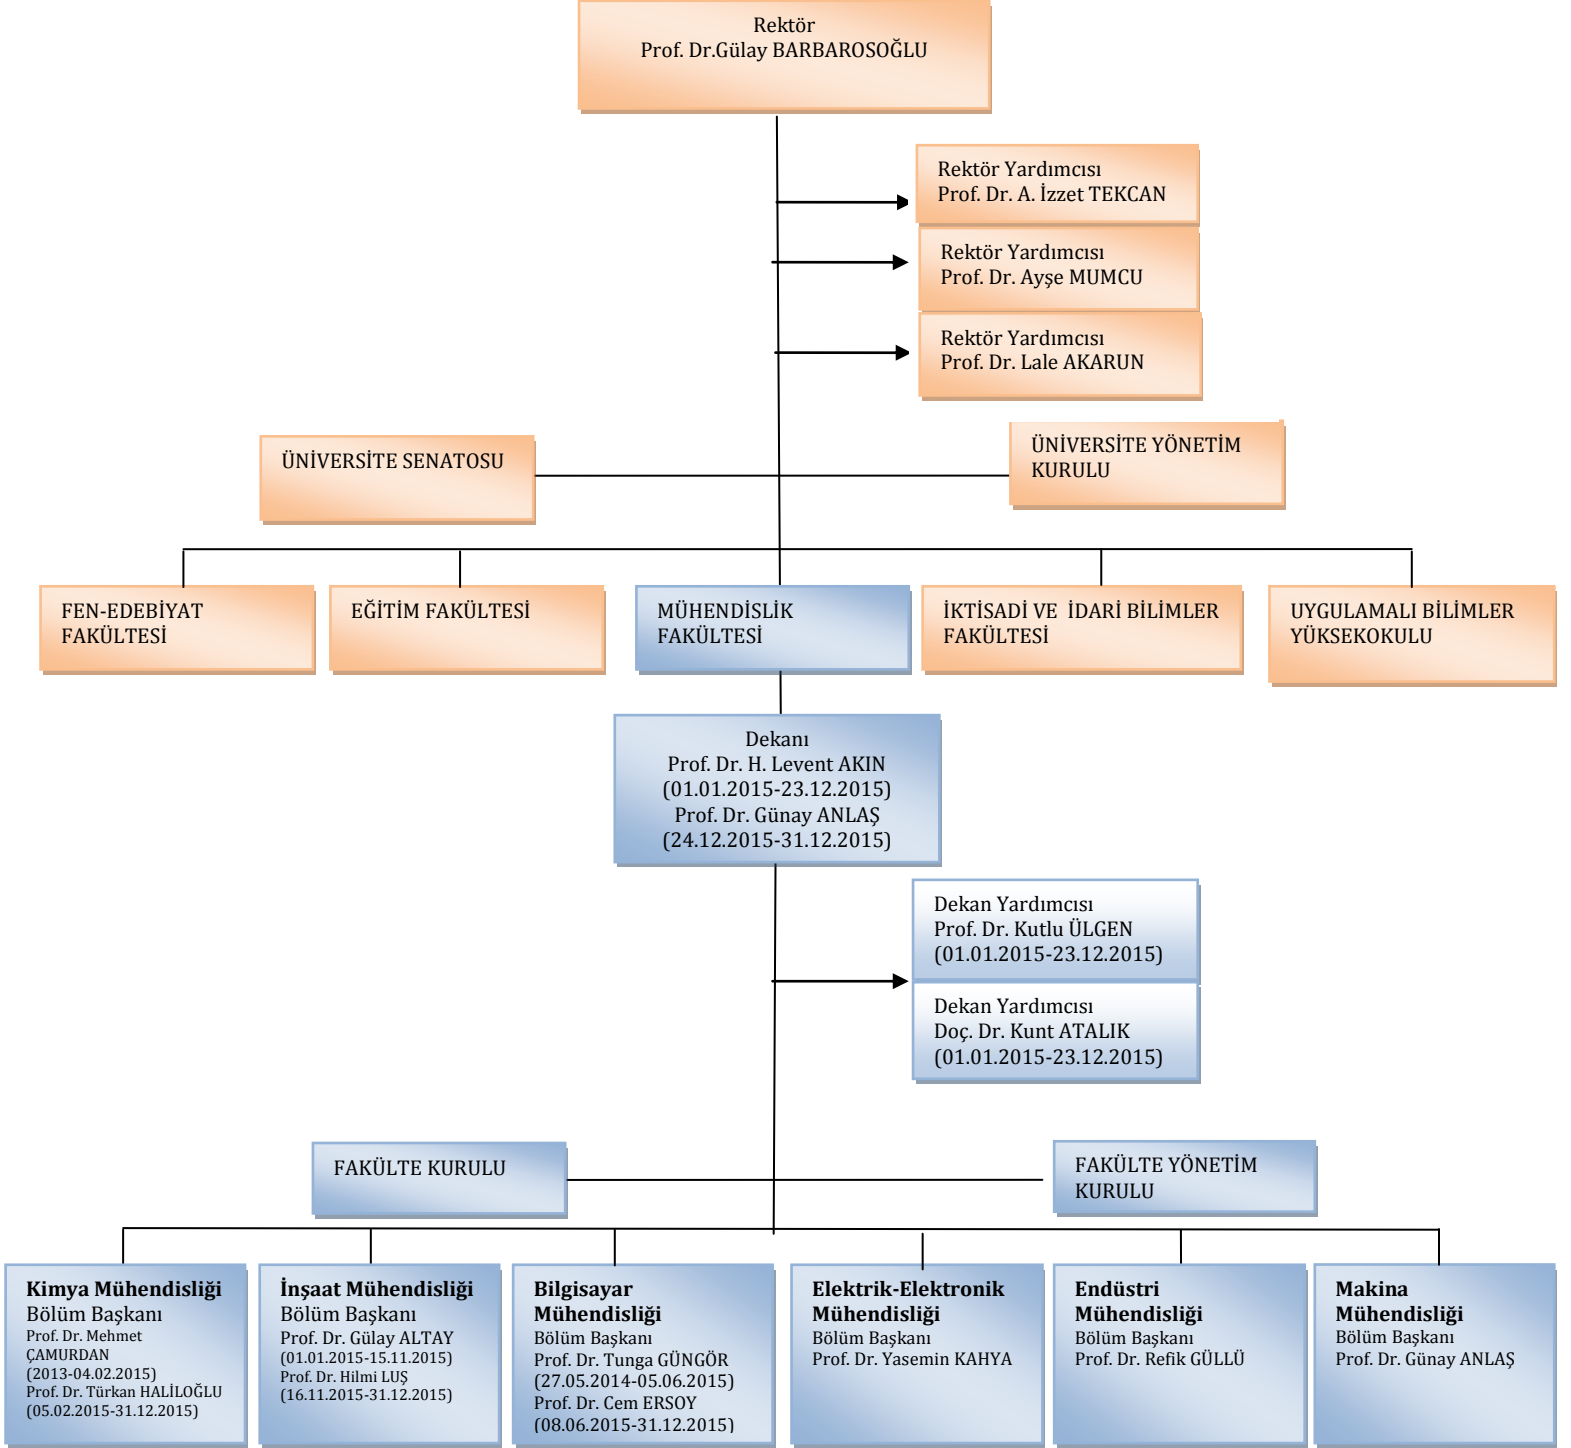 Rektör
Prof. Dr.Gülay BARBAROSOĞLU
Rektör Yardımcısı
Prof. Dr. A. İzzet TEKCAN
Rektör Yardımcısı
Prof. Dr. Ayşe MUMCU
Rektör Yardımcısı
Prof. Dr. Lale AKARUN
ÜNİVERSİTE SENATOSU
ÜNİVERSİTE YÖNETİM
KURULU
FEN-EDEBİYAT
FAKÜLTESİ
EĞİTİM FAKÜLTESİ
MÜHENDİSLİK
FAKÜLTESİ
İKTİSADİ VE  İDARİ BİLİMLER
FAKÜLTESİ
UYGULAMALI BİLİMLER
YÜKSEKOKULU
Dekanı
Prof. Dr. H. Levent AKIN
(01.01.2015-23.12.2015)
Prof. Dr. Günay ANLAŞ
(24.12.2015-31.12.2015)
Dekan Yardımcısı
Prof. Dr. Kutlu ÜLGEN
(01.01.2015-23.12.2015)
Dekan Yardımcısı
Doç. Dr. Kunt ATALIK
(01.01.2015-23.12.2015)
FAKÜLTE KURULU
FAKÜLTE YÖNETİM
KURULU
Kimya Mühendisliği
Bölüm Başkanı
Prof. Dr. Mehmet
ÇAMURDAN
(2013-04.02.2015)
Prof. Dr. Türkan HALİLOĞLU
(05.02.2015-31.12.2015)
İnşaat Mühendisliği
Bölüm Başkanı
Prof. Dr. Gülay ALTAY
(01.01.2015-15.11.2015)
Prof. Dr. Hilmi LUŞ
(16.11.2015-31.12.2015)
Bilgisayar
Mühendisliği
Bölüm Başkanı
Prof. Dr. Tunga GÜNGÖR
(27.05.2014-05.06.2015)
Prof. Dr. Cem ERSOY
(08.06.2015-31.12.2015)
Elektrik-Elektronik
Mühendisliği
Bölüm Başkanı
Prof. Dr. Yasemin KAHYA
Endüstri
Mühendisliği
Bölüm Başkanı
Prof. Dr. Refik GÜLLÜ
Makina
Mühendisliği
Bölüm Başkanı
Prof. Dr. Günay ANLAŞ